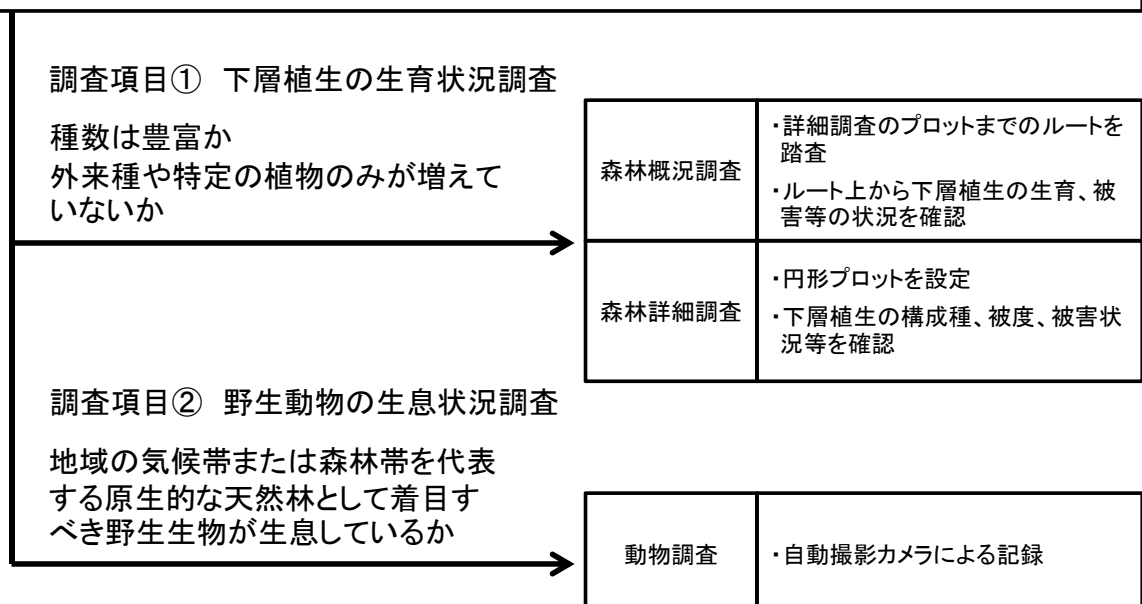 調査項目① 下層植生の生育状況調査
種数は豊富か
外来種や特定の植物のみが増えて
いないか
森林概況調査
・詳細調査のプロットまでのルートを
踏査
・ルート上から下層植生の生育、被
害等の状況を確認
森林詳細調査
・円形プロットを設定
・下層植生の構成種、被度、被害状
況等を確認
調査項目② 野生動物の生息状況調査
地域の気候帯または森林帯を代表
する原生的な天然林として着目す
べき野生生物が生息しているか
動物調査
・自動撮影カメラによる記録